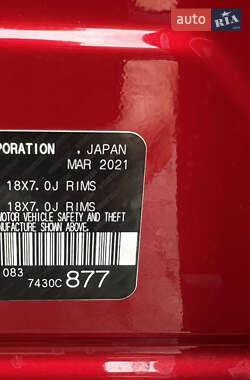 auto RIA .com
PORATION , JAPAN
MAR 2021
18X7.0J RIMS
18X7.0J RIMS
MOTOR VEHICLE SAFETY AND THEFT
NUFACTURE SHOWN ABOVE.
083
7430C 877